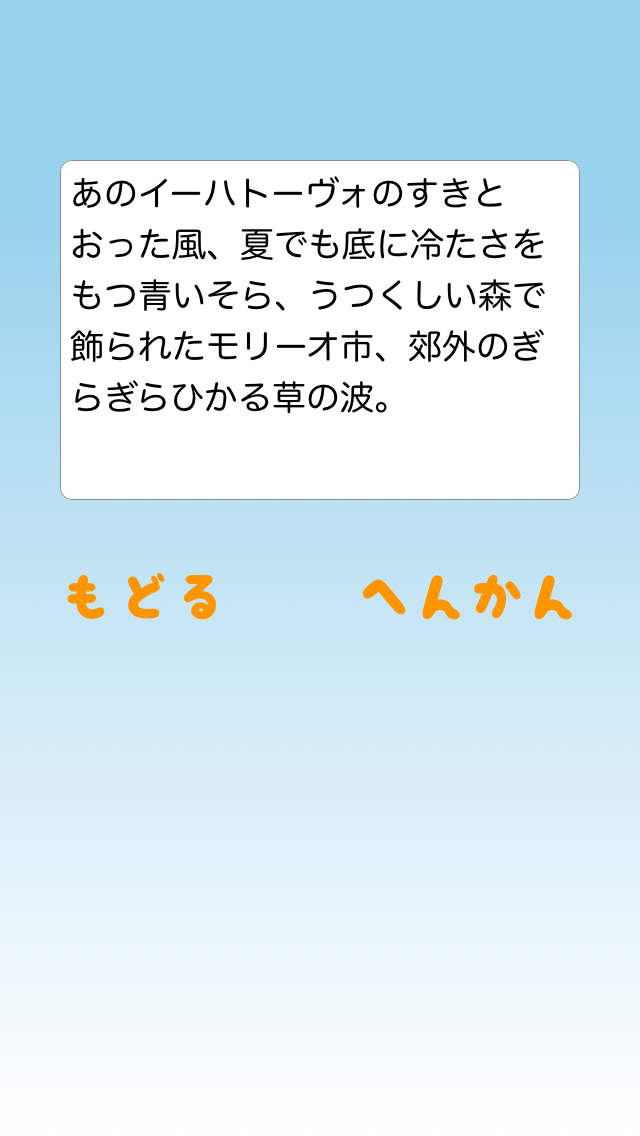 あのイーハトーヴォのすきと
おった風、夏でも底に冷たさを
もつ青いそら、うつくしい森で
飾られたモリーオ市、郊外のぎ
らぎらひかる草の波。
もどる
へんかん